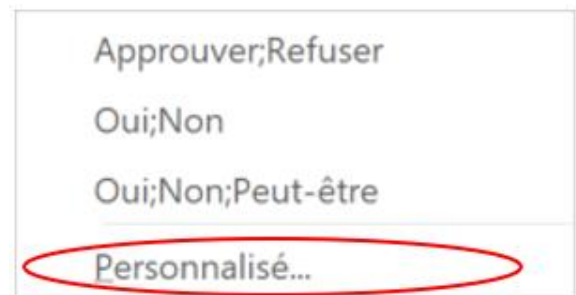 Approuver;Refuser
Oui;Non
Oui;Non;Peut-être
Personnalisé...